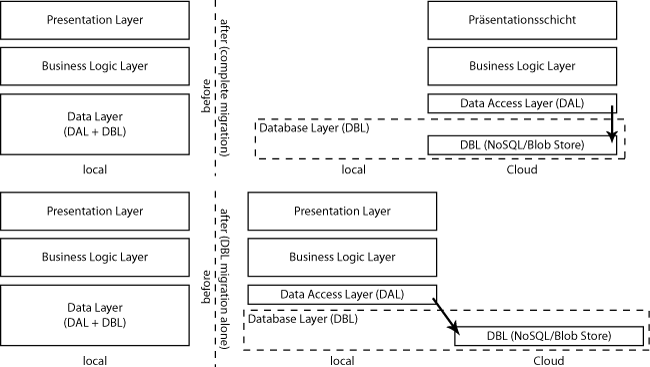 Presentation Layer
Business Logic Layer
Data Layer
(DAL + DBL)
local
before
after (complete migration)
Präsentationsschicht
Business Logic Layer
Data Access Layer (DAL)
Database Layer (DBL)
DBL (NoSQL/Blob Store)
local
Cloud
Presentation Layer
Business Logic Layer
Data Layer
(DAL + DBL)
local
before
after (DBL migration alone)
Presentation Layer
Business Logic Layer
Data Access Layer (DAL)
Database Layer (DBL)
DBL (NoSQL/Blob Store)
local
Cloud